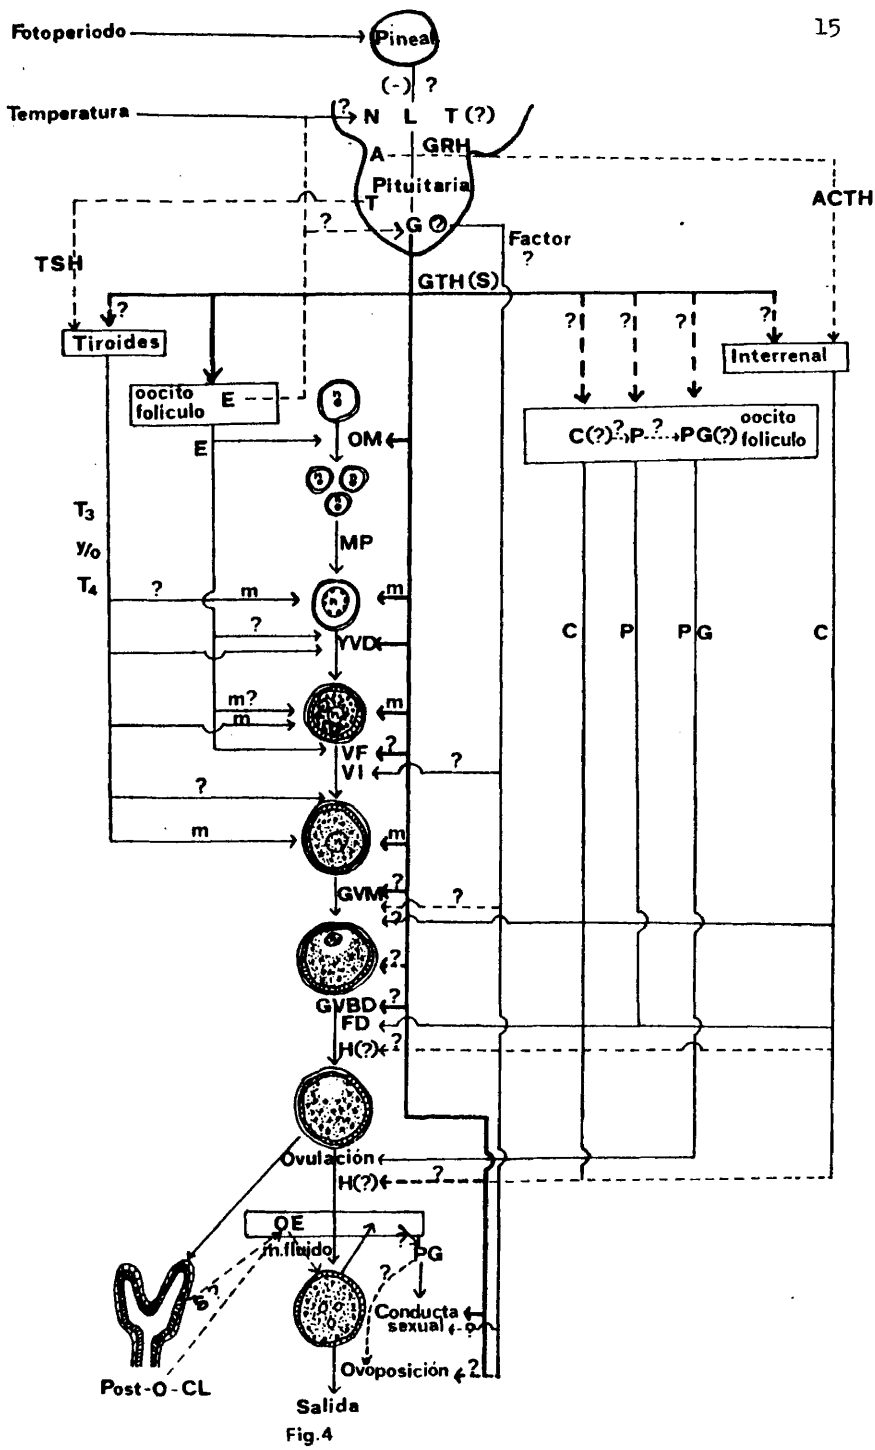 15
Fotoperiodo
Pineal
(-) ?
Temperatura
? N L T (?)
A GRH
Pituitaria
T
ACTH
? G ?
Factor
?
TSH
GTH (S)
? ? ? ? ?
Tiroides
Interrenal
oocito
foliculo E
n
oocito
foliculo
C(?) ? P ? PG(?)
E
OM
n n
n
T3
y/o
T4
MP
? m
m
n
C P PG C
?
YVD
m?
m
m
VF ?
VI ?
?
m
m
GVM ?
?
?
?
GVBD ?
FD
H(?) ?
Ovulación
H(?) ?
OE
m.fluido
? PG
S ?
?
Conducta
sexual ?
Ovoposición ?
Post-O-CL
Salida
Fig.4